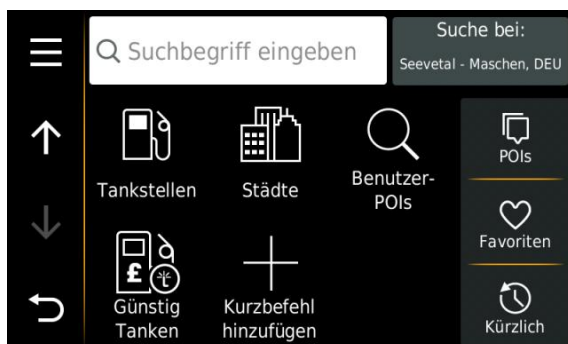 Suchbegriff eingeben
Suche bei:
Seevetal - Maschen, DEU
Tankstellen
Städte
Benutzer-
POIs
POIs
Favoriten
£
Günstig
Tanken
Kurzbefehl
hinzufügen
Kürzlich